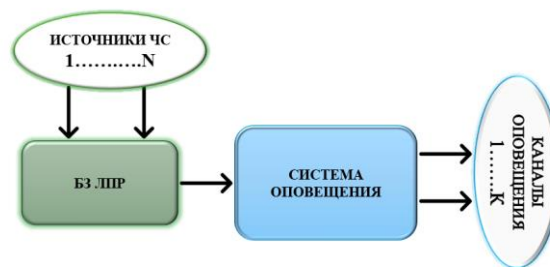 ИСТОЧНИКИ ЧС
1……..….N
БЗ ЛПР
СИСТЕМА
ОПОВЕЩЕНИЯ
КАНАЛЫ
ОПОВЕЩЕНИЯ
1…….К